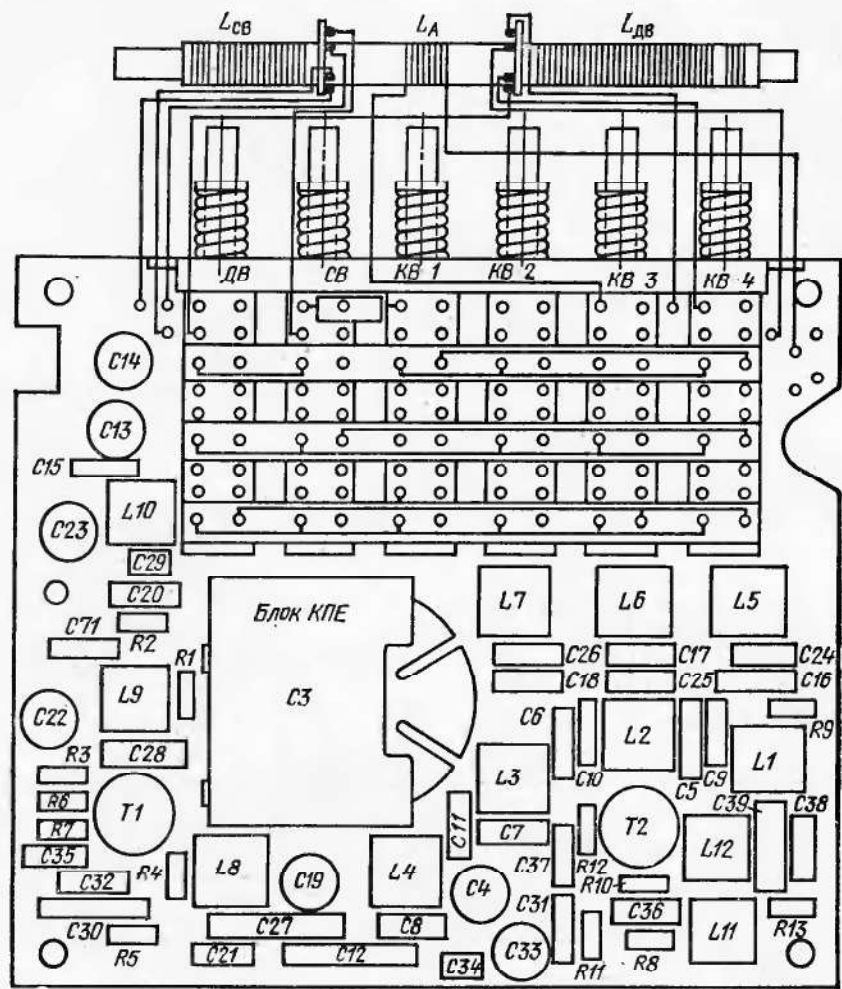 LСВ LА LДВ
ДВ СВ КВ 1 КВ 2 КВ 3 КВ 4
C14
C13
C15
L10
C23
C29
C20
C71 R2
Блок КПЕ
C3
L7 L6 L5
C26 C17 C24
C18 C25 C16
R1
L9
C22
C28
R3
R6
R7
C35
T1
C32 R4
C30
R5
L8 C19 L4
C27 C8
C21 C12
C11
C4
C34 C33
C6 C10 L2 C5 C9 R9
L1
L3
C7
C39 C38
T2
L12
C37 R12
R10
C31 C36
R11 R8 L11 R13